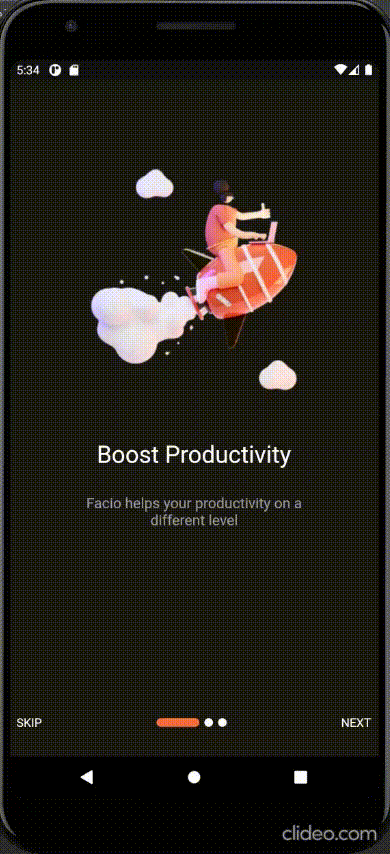 5:34
Boost Productivity
Facio helps your productivity on a
different level
SKIP
NEXT
clideo.com